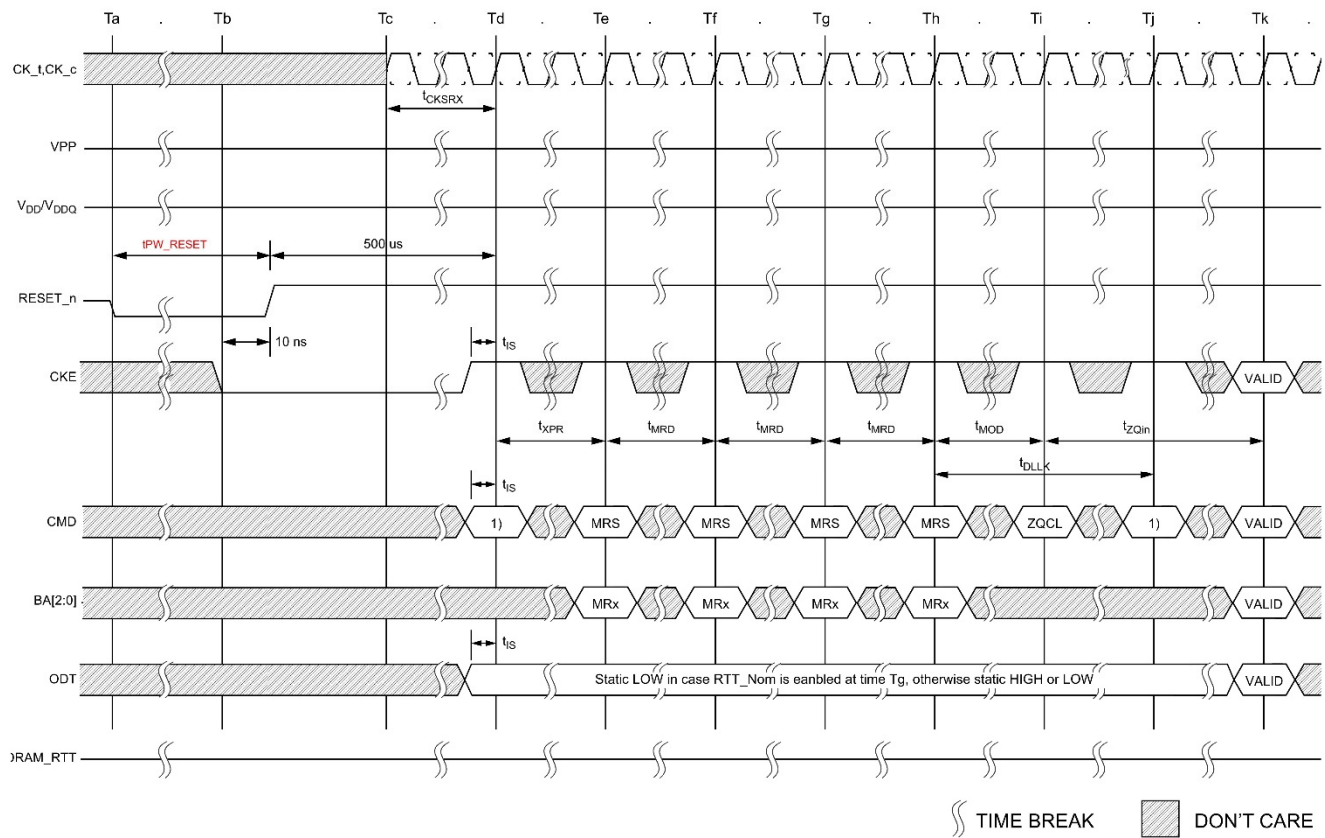 Ta . Tb Tc . Td . Te . Tf . Tg . Th . Ti . Tj . Tk .
CK_t,CK_c
tCKSRX
VPP
VDD/VDDQ
tPW_RESET 500 us
RESET_n
10 ns tIS
CKE VALID
tXPR tMRD tMRD tMRD tMOD tZQin
tDLLK
tIS
CMD 1) MRS MRS MRS MRS ZQCL 1) VALID
BA[2:0] MRx MRx MRx MRx VALID
tIS
ODT Static LOW in case RTT_Nom is eanbled at time Tg, otherwise static HIGH or LOW VALID
DRAM_RTT
TIME BREAK DON'T CARE